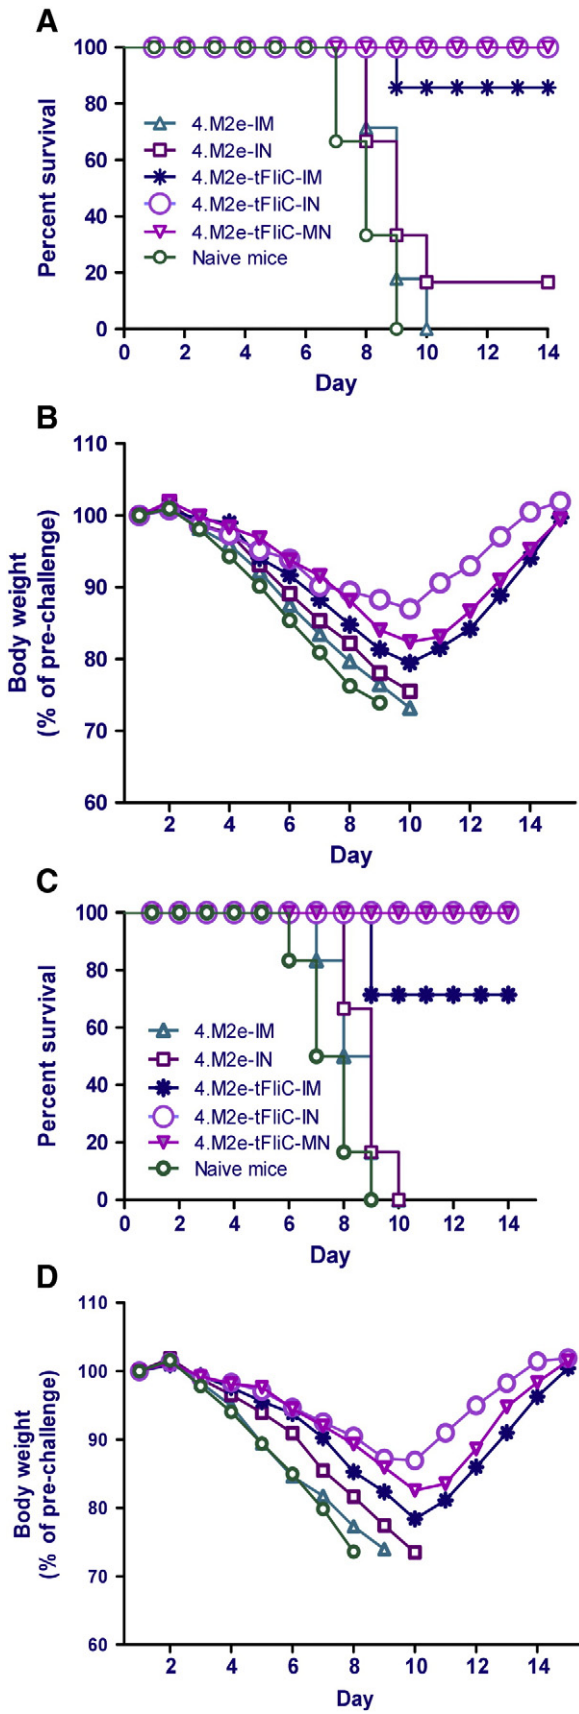 A
100
80
60
40
20
0
Percent survival
4.M2e-IM
4.M2e-IN
4.M2e-tFliC-IM
4.M2e-tFliC-IN
4.M2e-tFliC-MN
Naive mice
0 2 4 6 8 10 12 14
Day
B
110
100
90
80
70
60
Body weight
(% of pre-challenge)
2 4 6 8 10 12 14
Day
C
100
80
60
40
20
0
Percent survival
4.M2e-IM
4.M2e-IN
4.M2e-tFliC-IM
4.M2e-tFliC-IN
4.M2e-tFliC-MN
Naive mice
0 2 4 6 8 10 12 14
Day
D
110
100
90
80
70
60
Body weight
(% of pre-challenge)
2 4 6 8 10 12 14
Day